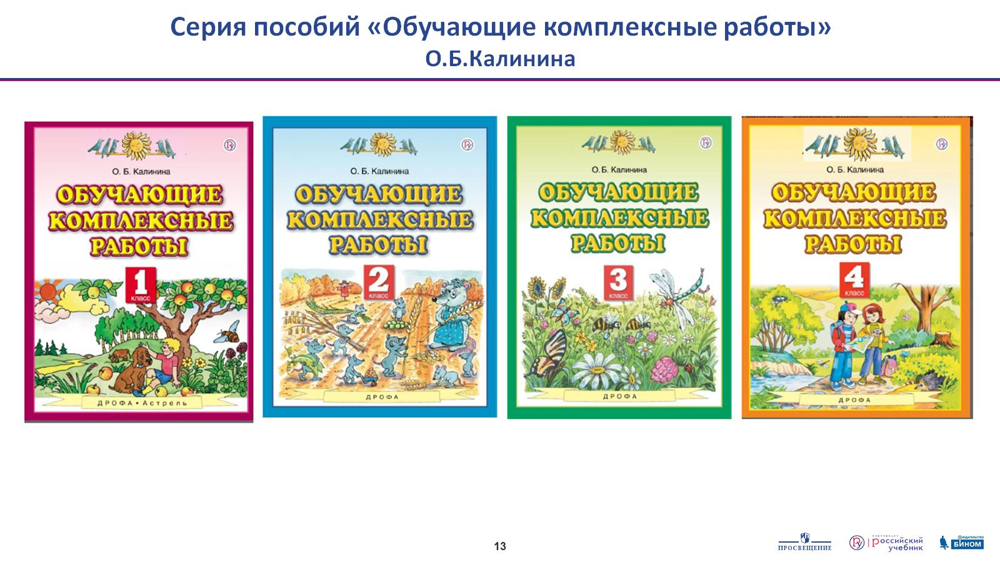 Серия пособий «Обучающие комплексные работы»
О.Б.Калинина
О. Б. Калинина
ОБУЧАЮЩИЕ
КОМПЛЕКСНЫЕ
РАБОТЫ
1
класс
ДРОФА • Астрель
О. Б. Калинина
ОБУЧАЮЩИЕ
КОМПЛЕКСНЫЕ
РАБОТЫ
2
класс
ДРОФА
О. Б. Калинина
ОБУЧАЮЩИЕ
КОМПЛЕКСНЫЕ
РАБОТЫ
3
класс
ДРОФА
О. Б. Калинина
ОБУЧАЮЩИЕ
КОМПЛЕКСНЫЕ
РАБОТЫ
4
класс
ДРОФА
13
ПРОСВЕЩЕНИЕ
корпорация
российский
учебник
ИЗДАТЕЛЬСТВО
БИНОМ